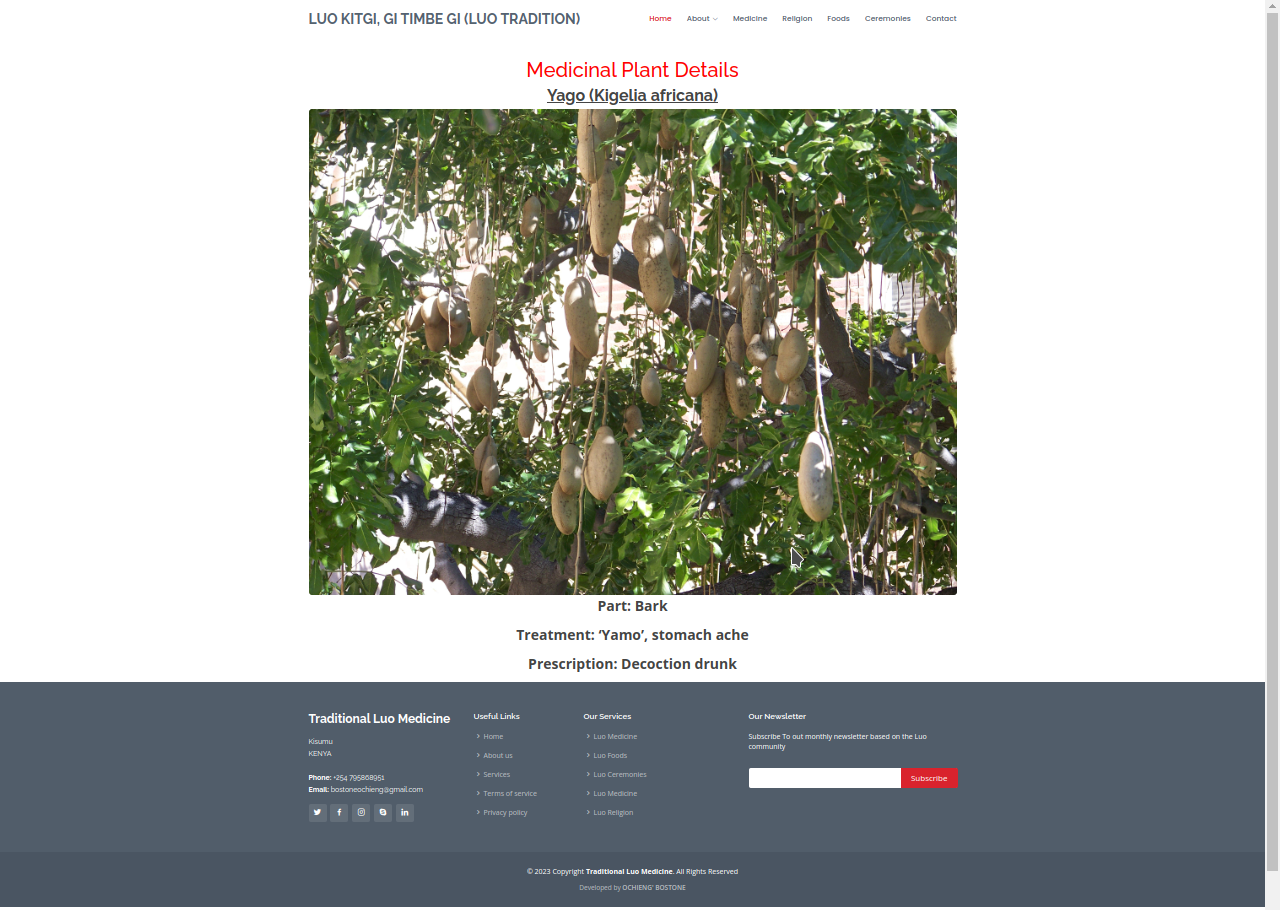 LUO KITGI, GI TIMBE GI (LUO TRADITION)
Home About Medicine Religion Foods Ceremonies Contact
Medicinal Plant Details
Yago (Kigelia africana)
Part: Bark
Treatment: ‘Yamo’, stomach ache
Prescription: Decoction drunk
Traditional Luo Medicine
Kisumu
KENYA
Phone: +254 795868951
Email: bostoneochieng@gmail.com
Useful Links
Home
About us
Services
Terms of service
Privacy policy
Our Services
Luo Medicine
Luo Foods
Luo Ceremonies
Luo Medicine
Luo Religion
Our Newsletter
Subscribe To out monthly newsletter based on the Luo
community
Subscribe
© 2023 Copyright Traditional Luo Medicine. All Rights Reserved
Developed by OCHIENG' BOSTONE